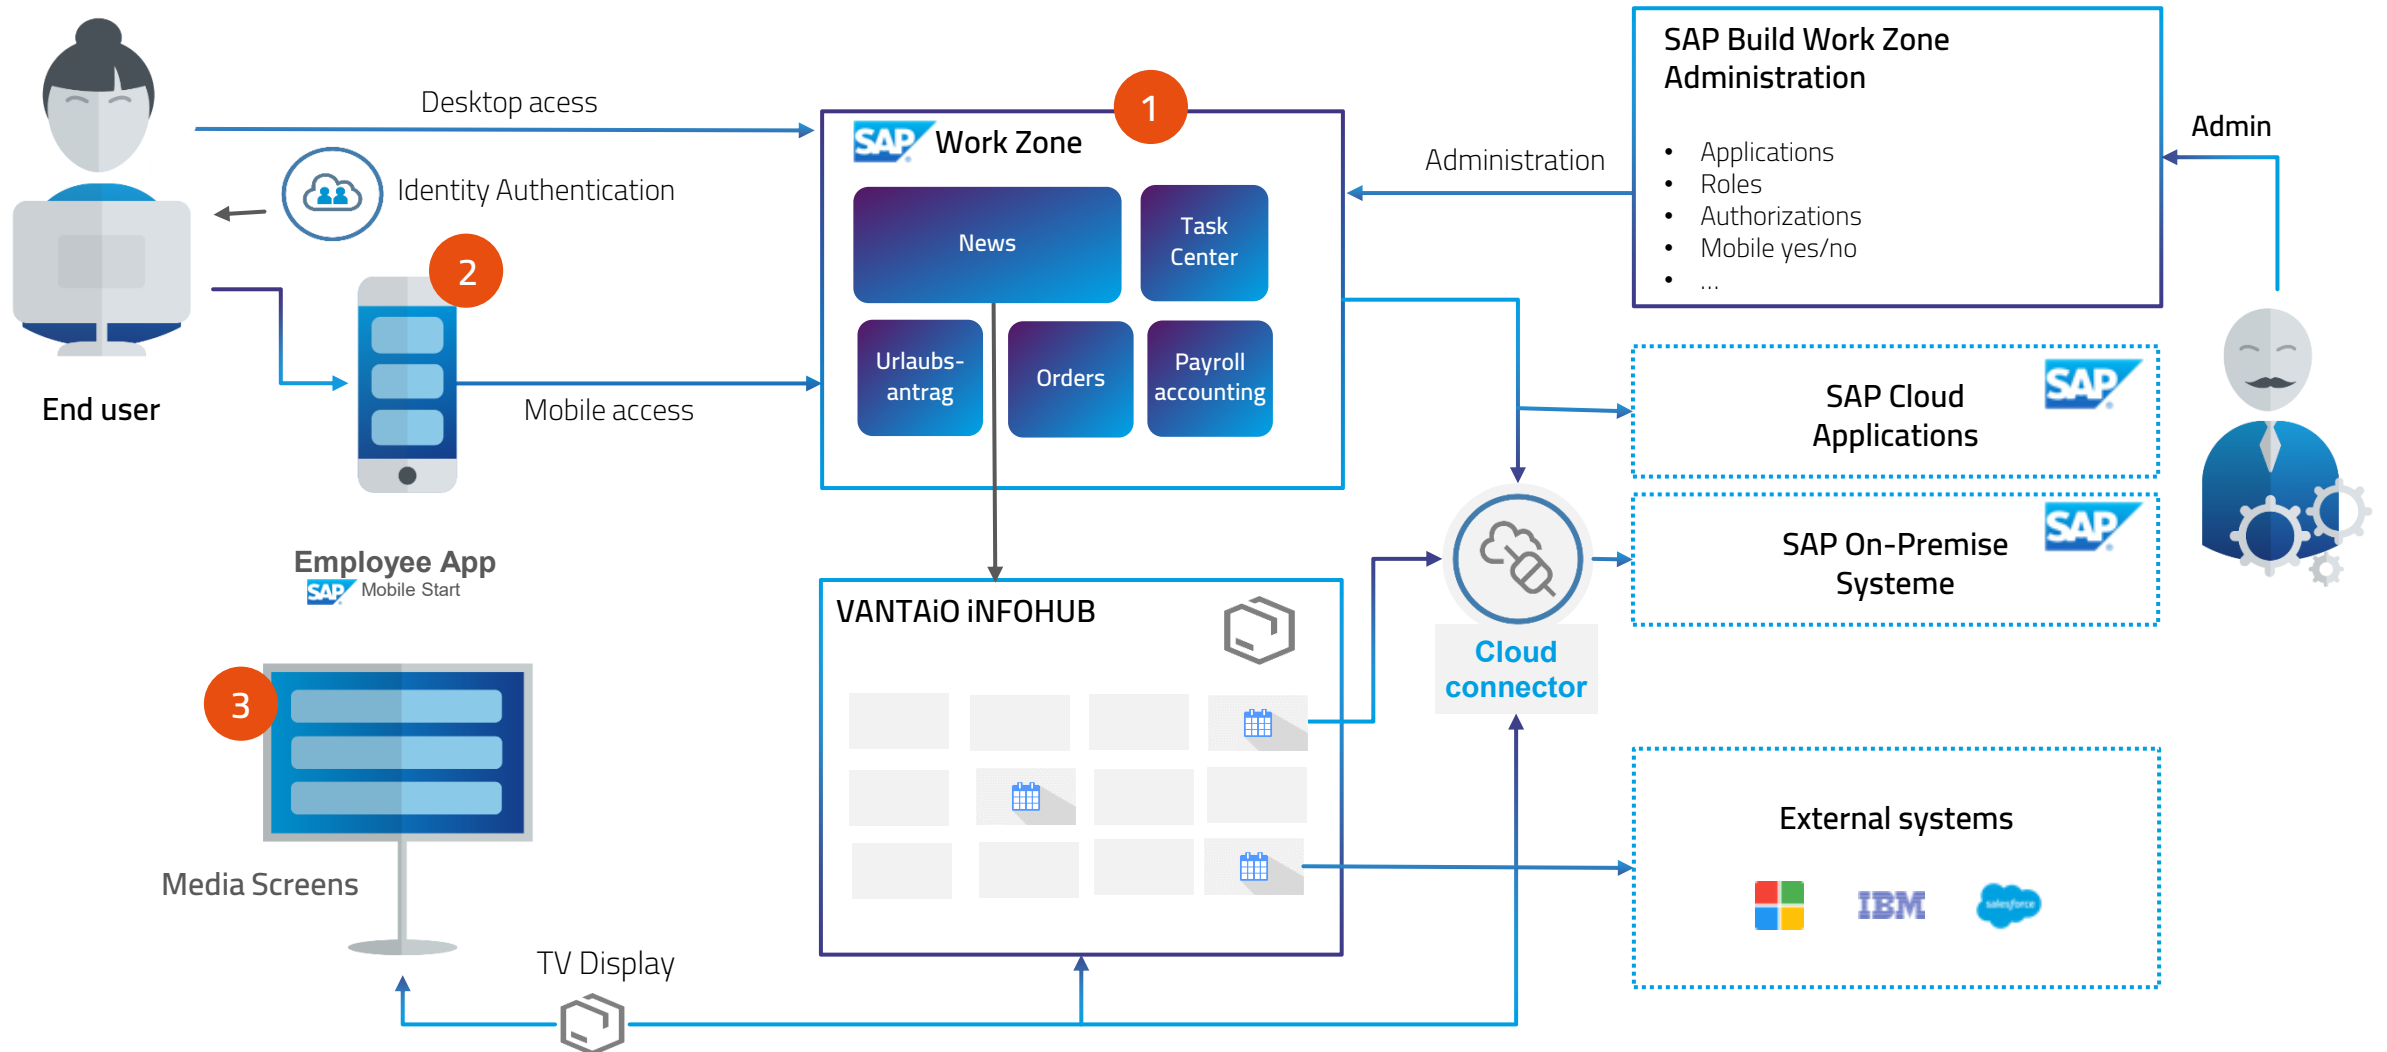 Desktop acess
Identity Authentication
2
End user
Mobile access
Employee App
SAP Mobile Start
3
Media Screens
TV Display
1
SAP Work Zone
News
Task
Center
Urlaubs-
antrag
Orders
Payroll
accounting
VANTAiO iNFOHUB
Administration
SAP Build Work Zone
Administration
• Applications
• Roles
• Authorizations
• Mobile yes/no
• ...
Admin
SAP Cloud
Applications
SAP
SAP On-Premise
Systeme
SAP
Cloud
connector
External systems
IBM
salesforce